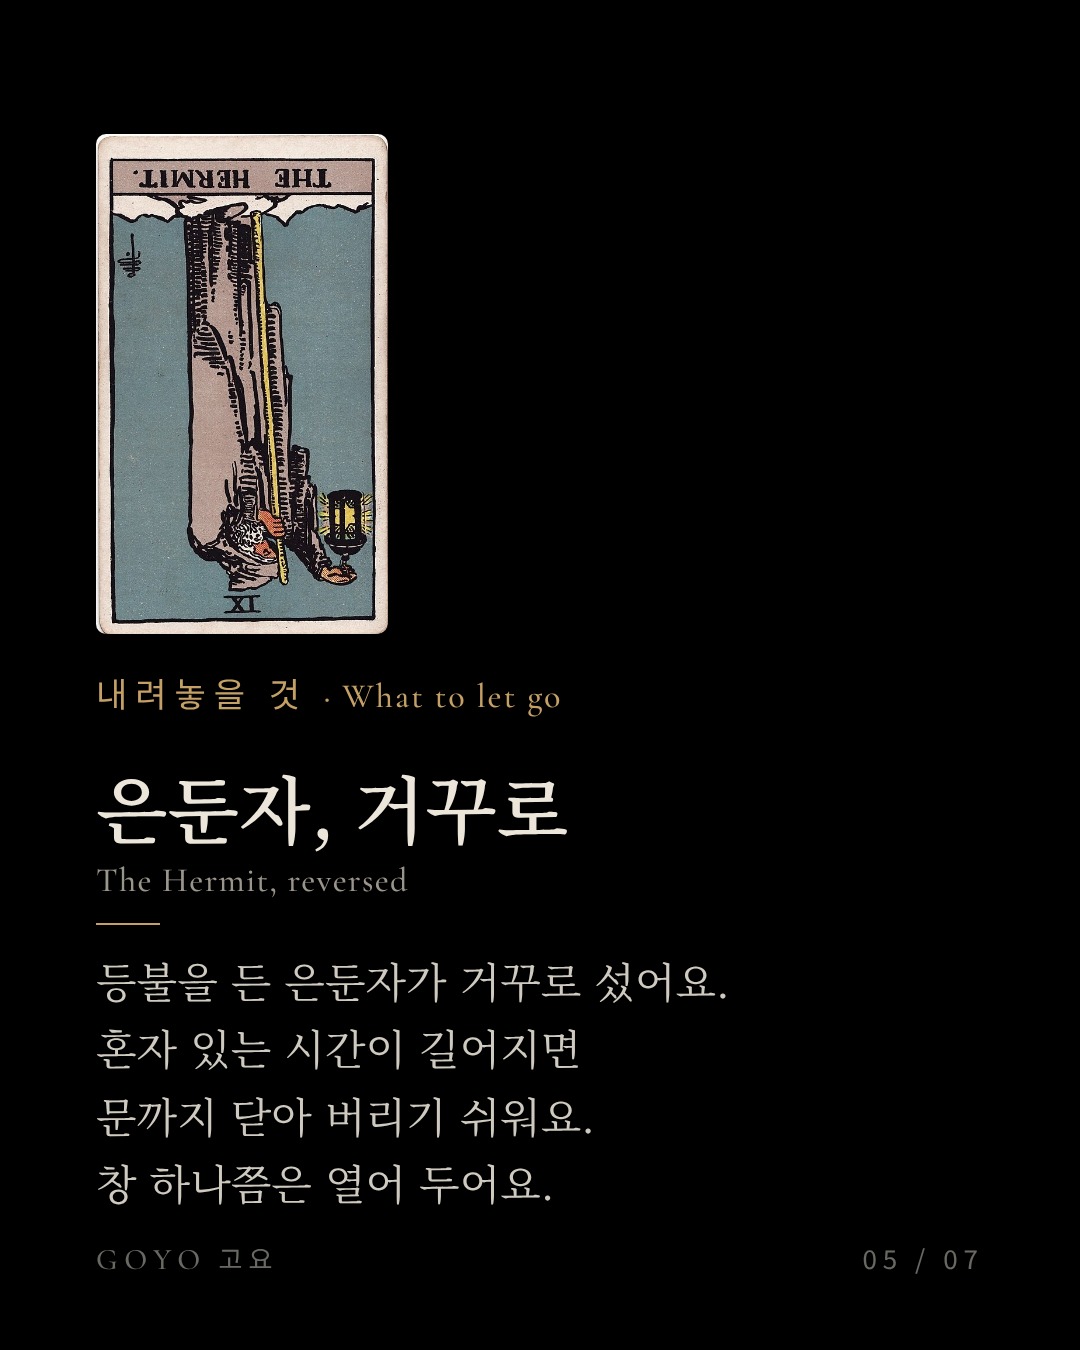 THE HERMIT.
IX
내려놓을 것 · What to let go
은둔자, 거꾸로
The Hermit, reversed
등불을 든 은둔자가 거꾸로 섰어요.
혼자 있는 시간이 길어지면
문까지 닫아 버리기 쉬워요.
창 하나쯤은 열어 두어요.
GOYO 고요
05 / 07